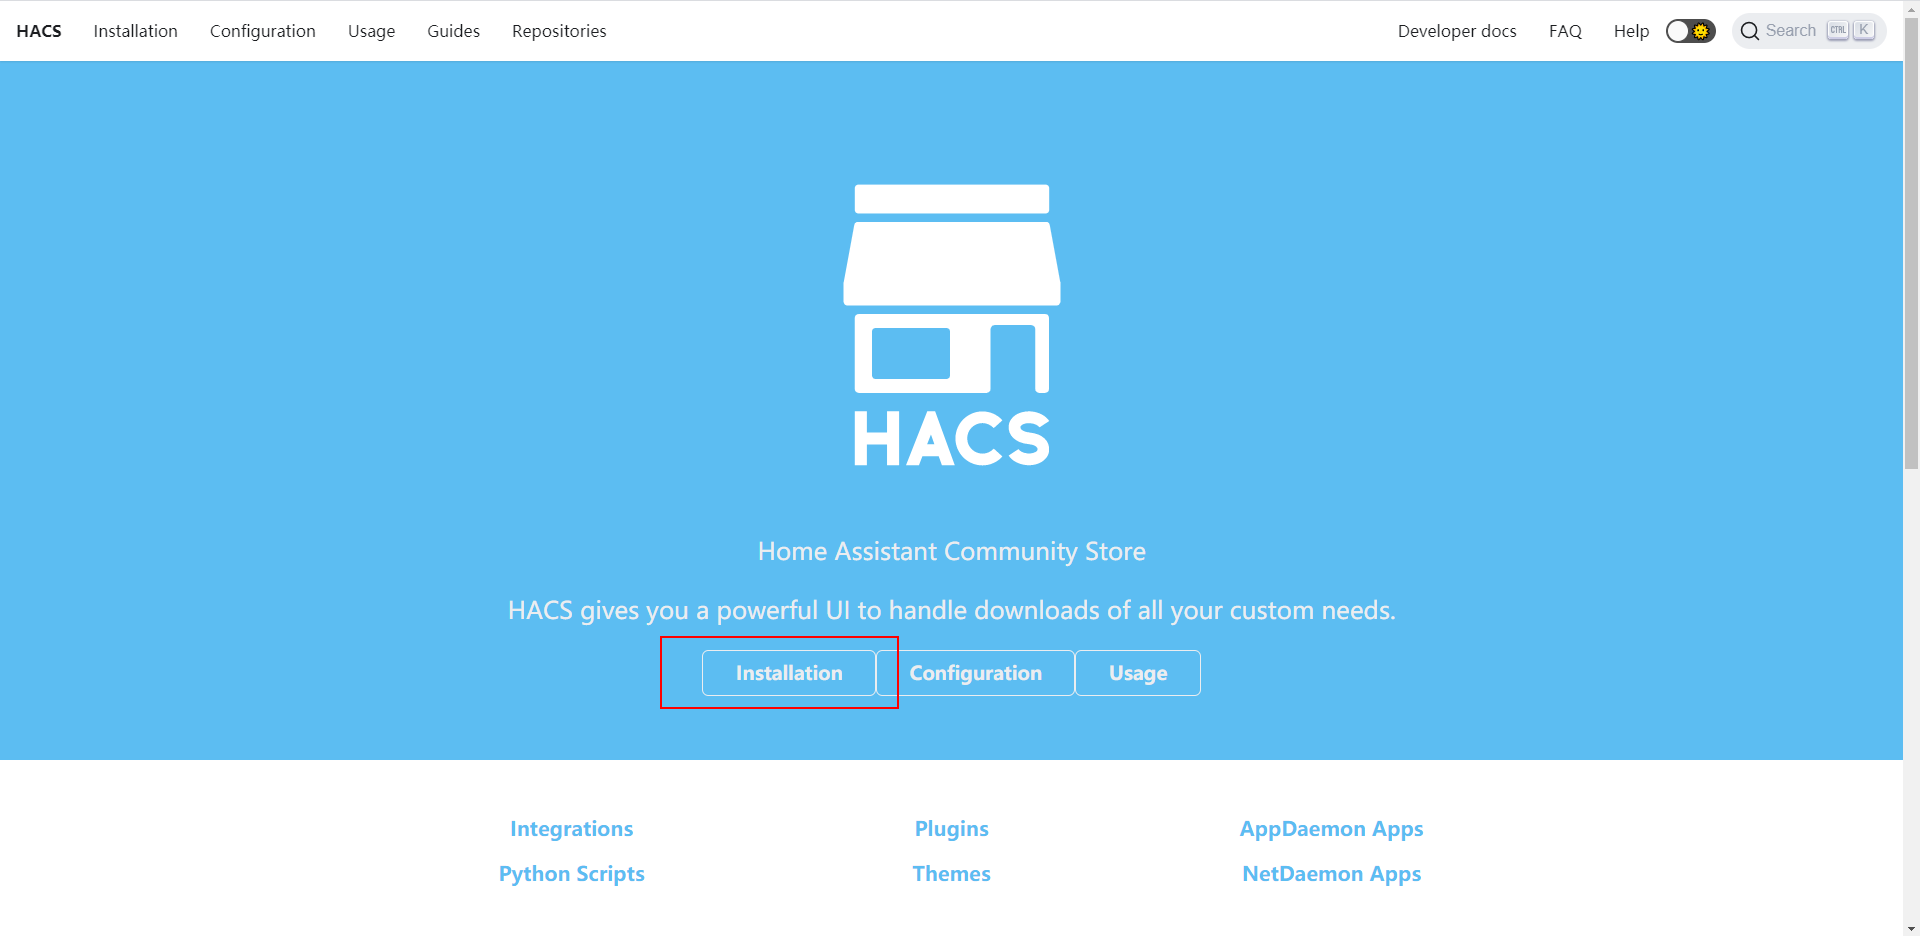 HACS Installation Configuration Usage Guides Repositories Developer docs FAQ Help Search CTRL K
HACS
Home Assistant Community Store
HACS gives you a powerful UI to handle downloads of all your custom needs.
Installation Configuration Usage
Integrations Plugins AppDaemon Apps
Python Scripts Themes NetDaemon Apps